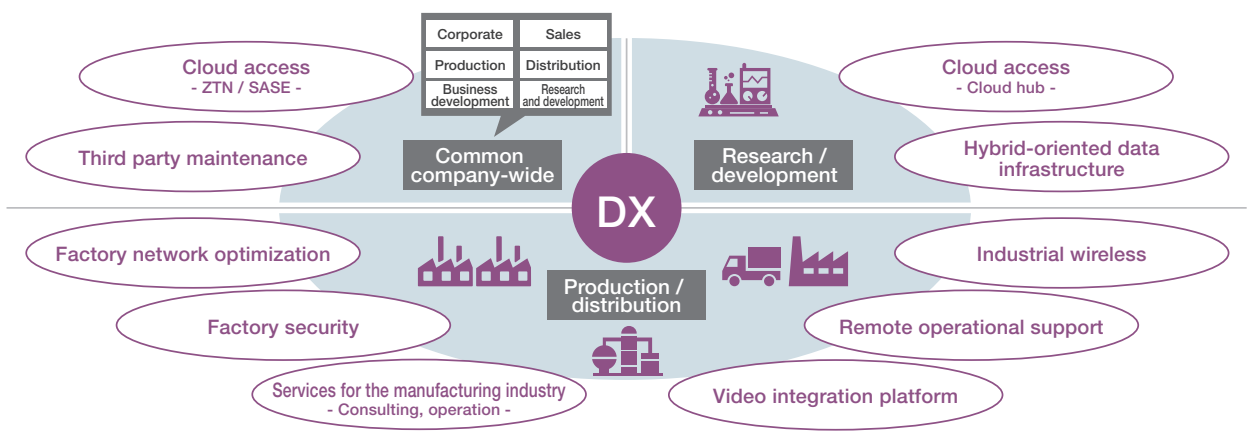 Corporate
Sales
Production
Distribution
Business
development
Research
and development
Cloud access
- ZTN / SASE -
Third party maintenance
Common
company-wide
Research /
development
Cloud access
- Cloud hub -
Hybrid-oriented data
infrastructure
DX
Factory network optimization
Factory security
Services for the manufacturing industry
- Consulting, operation -
Production /
distribution
Industrial wireless
Remote operational support
Video integration platform